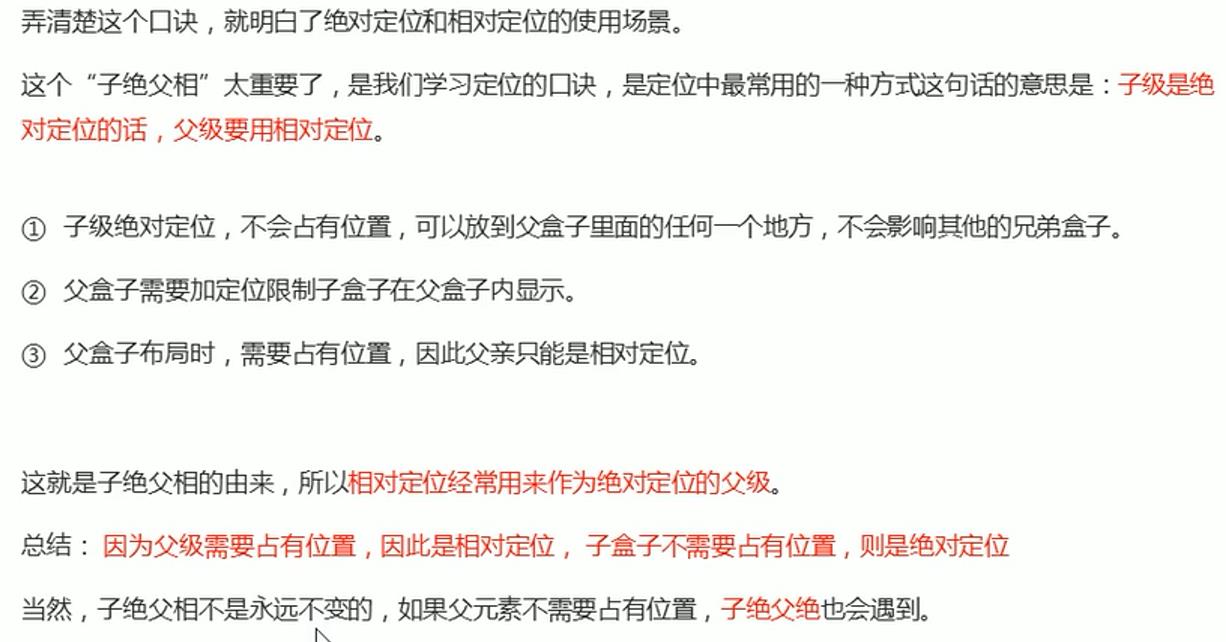 弄清楚这个口诀，就明白了绝对定位和相对定位的使用场景。
这个“子绝父相”太重要了，是我们学习定位的口诀，是定位中最常用的一种方式这句话的意思是：子级是绝
对定位的话，父级要用相对定位。
① 子级绝对定位，不会占有位置，可以放到父盒子里面的任何一个地方，不会影响其他的兄弟盒子。
② 父盒子需要加定位限制子盒子在父盒子内显示。
③ 父盒子布局时，需要占有位置，因此父亲只能是相对定位。
这就是子绝父相的由来，所以相对定位经常用来作为绝对定位的父级。
总结： 因为父级需要占有位置，因此是相对定位， 子盒子不需要占有位置，则是绝对定位
当然，子绝父相不是永远不变的，如果父元素不需要占有位置，子绝父绝也会遇到。